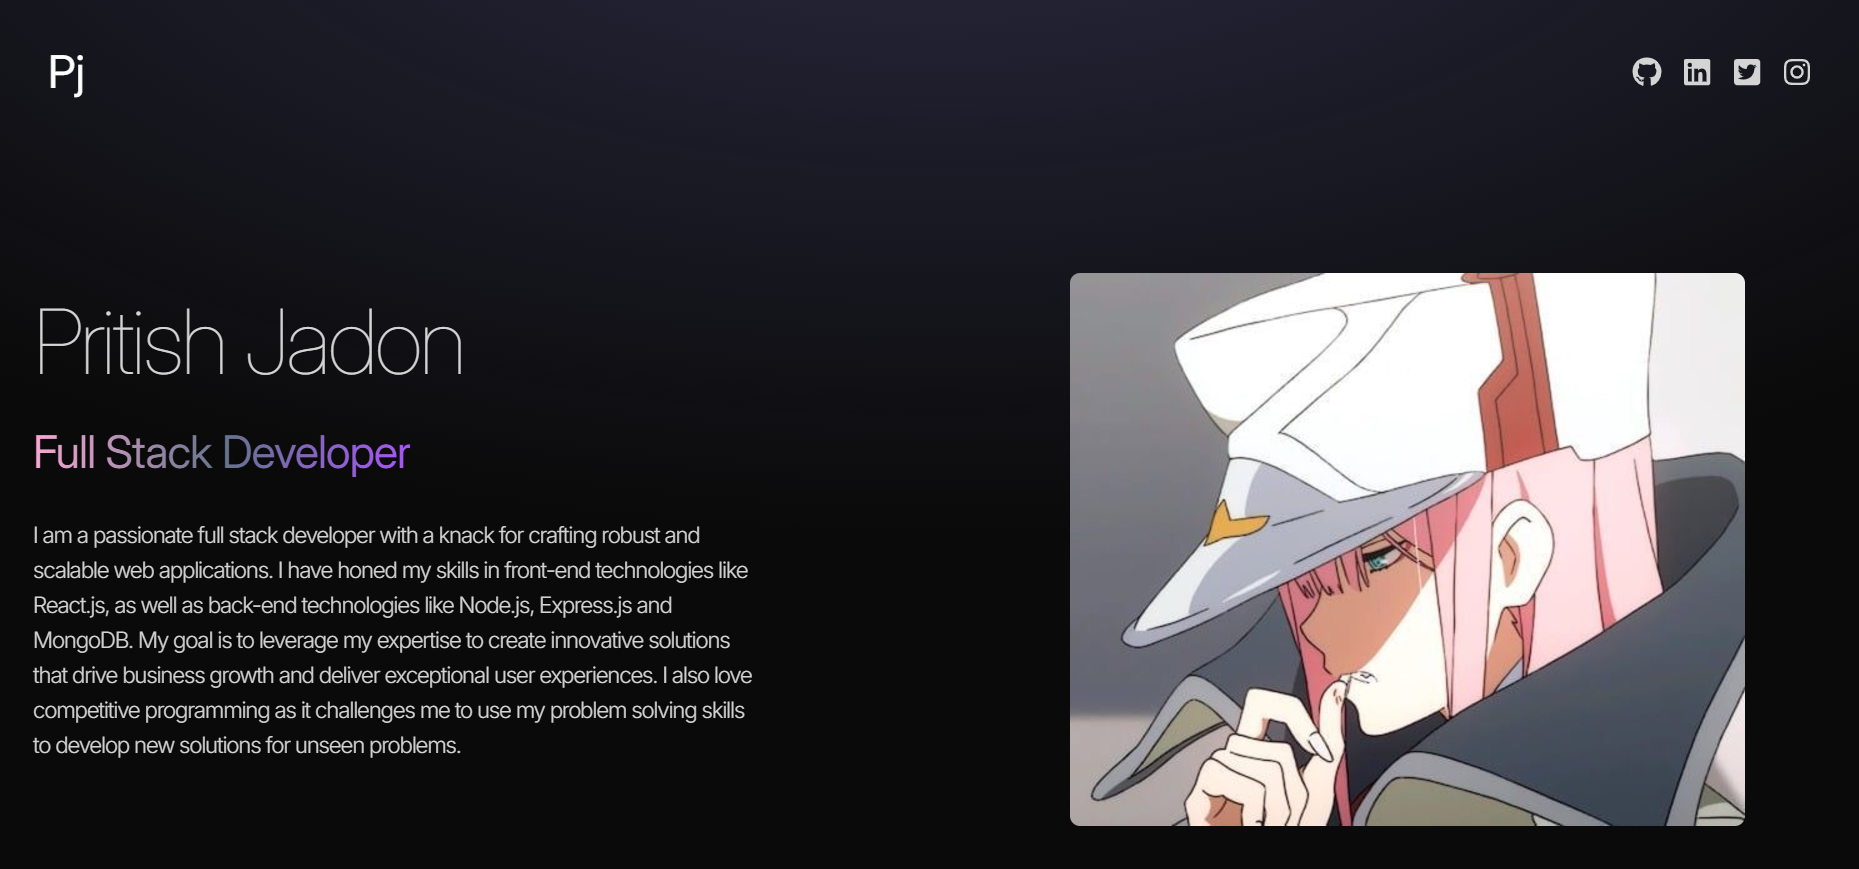 Pj
Pritish Jadon
Full Stack Developer
I am a passionate full stack developer with a knack for crafting robust and
scalable web applications. I have honed my skills in front-end technologies like
React.js, as well as back-end technologies like Node.js, Express.js and
MongoDB. My goal is to leverage my expertise to create innovative solutions
that drive business growth and deliver exceptional user experiences. I also love
competitive programming as it challenges me to use my problem solving skills
to develop new solutions for unseen problems.